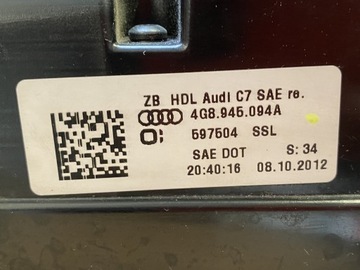 ZB HDL Audi C7 SAE re.
4G8.945.094A
597504 SSL
SAE DOT S: 34
20:40:16 08.10.2012